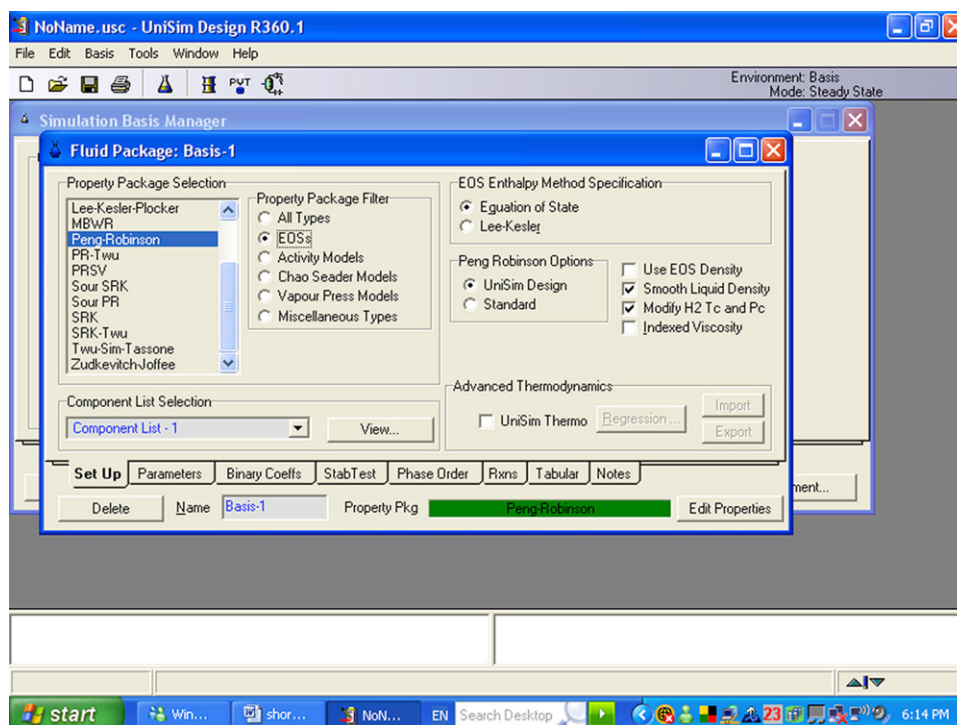 NoName.usc - UniSim Design R360.1
File Edit Basis Tools Window Help
PVT
Environment: Basis
Mode: Steady State
Simulation Basis Manager
Fluid Package: Basis-1
Property Package Selection
Lee-Kesler-Plocker
MBWR
Peng-Robinson
PR-Twu
PRSV
Sour SRK
Sour PR
SRK
SRK-Twu
Twu-Sim-Tassone
Zudkevitch-Joffee
Property Package Filter
All Types
EOSs
Activity Models
Chao Seader Models
Vapour Press Models
Miscellaneous Types
EOS Enthalpy Method Specification
Equation of State
Lee-Kesler
Peng Robinson Options
UniSim Design
Standard
Use EOS Density
Smooth Liquid Density
Modify H2 Tc and Pc
Indexed Viscosity
Component List Selection
Component List - 1
View...
Advanced Thermodynamics
UniSim Thermo
Regression ...
Import
Export
Set Up Parameters Binary Coeffs StabTest Phase Order Rxns Tabular Notes
ment...
Delete Name Basis-1 Property Pkg Peng-Robinson Edit Properties
start Win... shor... NoN... EN Search Desktop 23 6:14 PM